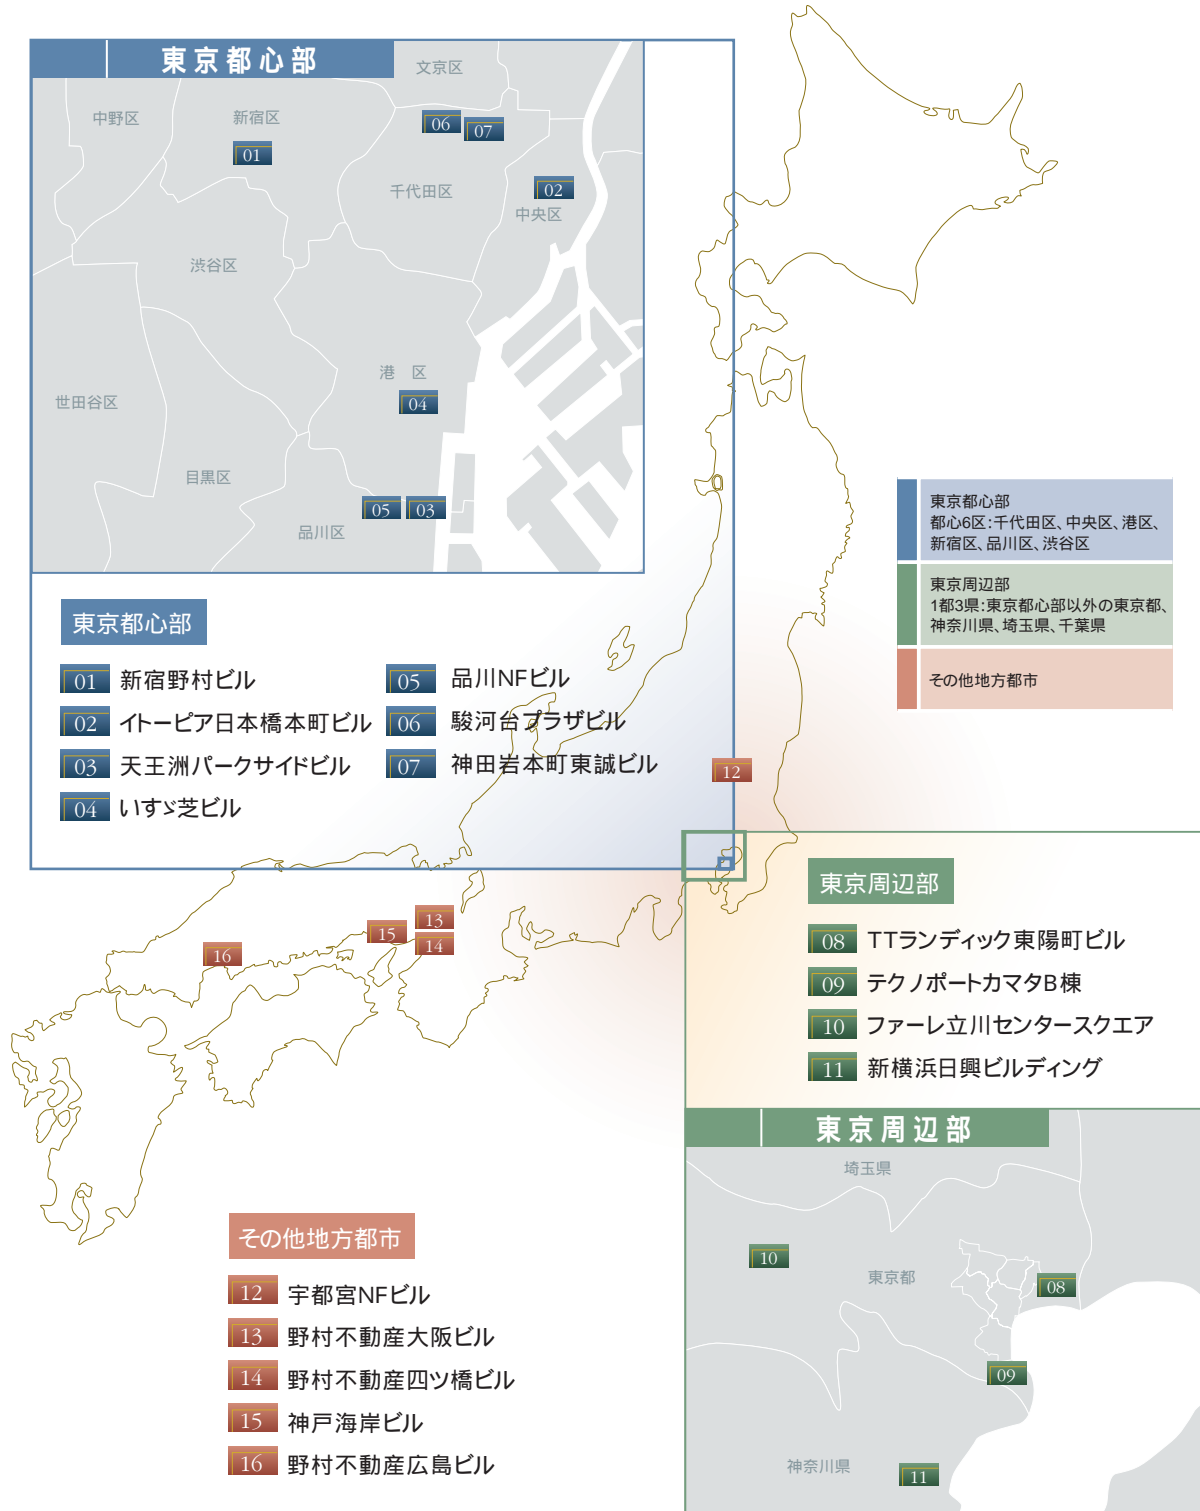 東京都心部
文京区
中野区
新宿区
06
07
01
千代田区
02
中央区
渋谷区
港 区
世田谷区
04
目黒区
05
03
品川区
東京都心部
都心6区:千代田区、中央区、港区、
新宿区、品川区、渋谷区
東京周辺部
1都3県:東京都心部以外の東京都、
神奈川県、埼玉県、千葉県
その他地方都市
東京都心部
01 新宿野村ビル
02 イトーピア日本橋本町ビル
03 天王洲パークサイドビル
04 いすゞ芝ビル
05 品川NFビル
06 駿河台プラザビル
07 神田岩本町東誠ビル
12
13
15
14
16
東京周辺部
08 TTランディック東陽町ビル
09 テクノポートカマタB棟
10 ファーレ立川センタースクエア
11 新横浜日興ビルディング
東京周辺部
埼玉県
10
東京都
08
09
神奈川県
11
その他地方都市
12 宇都宮NFビル
13 野村不動産大阪ビル
14 野村不動産四ツ橋ビル
15 神戸海岸ビル
16 野村不動産広島ビル